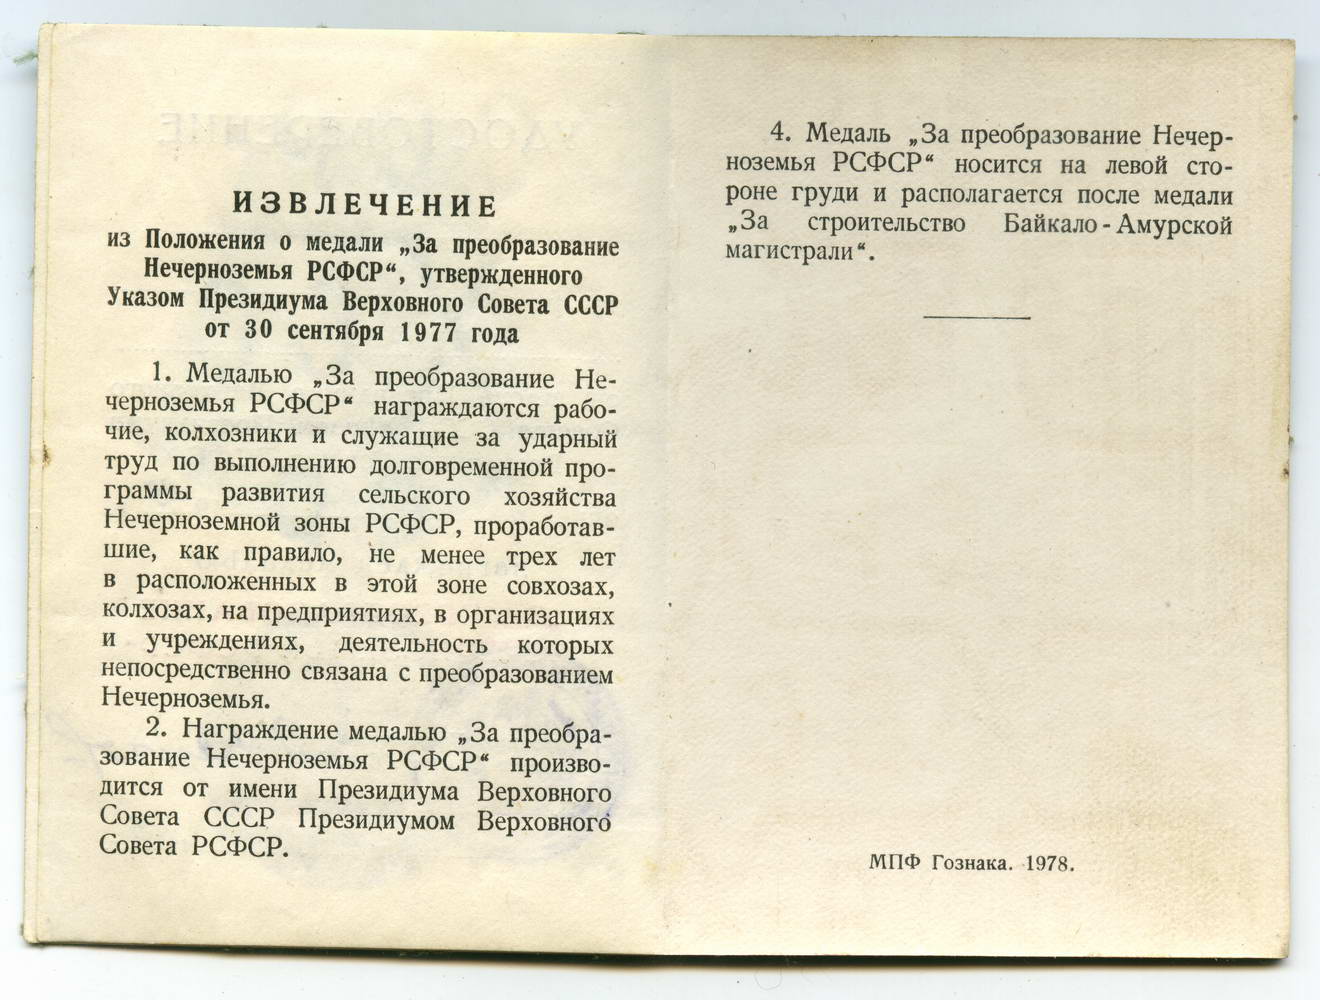 ИЗВЛЕЧЕНИЕ
из Положения о медали „За преобразование
Нечерноземья РСФСР“, утвержденного
Указом Президиума Верховного Совета СССР
от 30 сентября 1977 года
1. Медалью „За преобразование Не-
черноземья РСФСР“ награждаются рабо-
чие, колхозники и служащие за ударный
труд по выполнению долговременной про-
граммы развития сельского хозяйства
Нечерноземной зоны РСФСР, проработав-
шие, как правило, не менее трех лет
в расположенных в этой зоне совхозах,
колхозах, на предприятиях, в организациях
и учреждениях, деятельность которых
непосредственно связана с преобразованием
Нечерноземья.
2. Награждение медалью „За преобра-
зование Нечерноземья РСФСР“ произво-
дится от имени Президиума Верховного
Совета СССР Президиумом Верховного
Совета РСФСР.
4. Медаль „За преобразование Нечер-
ноземья РСФСР“ носится на левой сто-
роне груди и располагается после медали
„За строительство Байкало-Амурской
магистрали“.
МПФ Гознака. 1978.